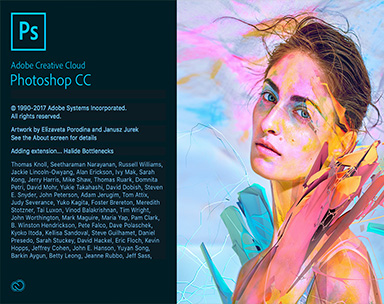 Ps
Adobe Creative Cloud
Photoshop CC
© 1990-2017 Adobe Systems Incorporated.
All rights reserved.
Artwork by Elizaveta Porodina and Janusz Jurek
See the About screen for details
Adding extension... Halide Bottlenecks
Thomas Knoll, Seetharaman Narayanan, Russell Williams,
Jackie Lincoln-Owyang, Alan Erickson, Ivy Mak, Sarah
Kong, Jerry Harris, Mike Shaw, Thomas Ruark, Domnita
Petri, David Mohr, Yukie Takahashi, David Dobish, Steven
E. Snyder, John Peterson, Adam Jerugim, Tom Attix,
Judy Severance, Yuko Kagita, Foster Brereton, Meredith
Stotzner, Tai Luxon, Vinod Balakrishnan, Tim Wright,
John Worthington, Mark Maguire, Maria Yap, Pam Clark,
B. Winston Hendrickson, Pete Falco, Dave Polaschek,
Kyoko Itoda, Kellisa Sandoval, Steve Guilhamet, Daniel
Presedo, Sarah Stuckey, David Hackel, Eric Floch, Kevin
Hopps, Jeffrey Cohen, John E. Hanson, Yuyan Song,
Barkin Aygun, Betty Leong, Jeanne Rubbo, Jeff Sass,